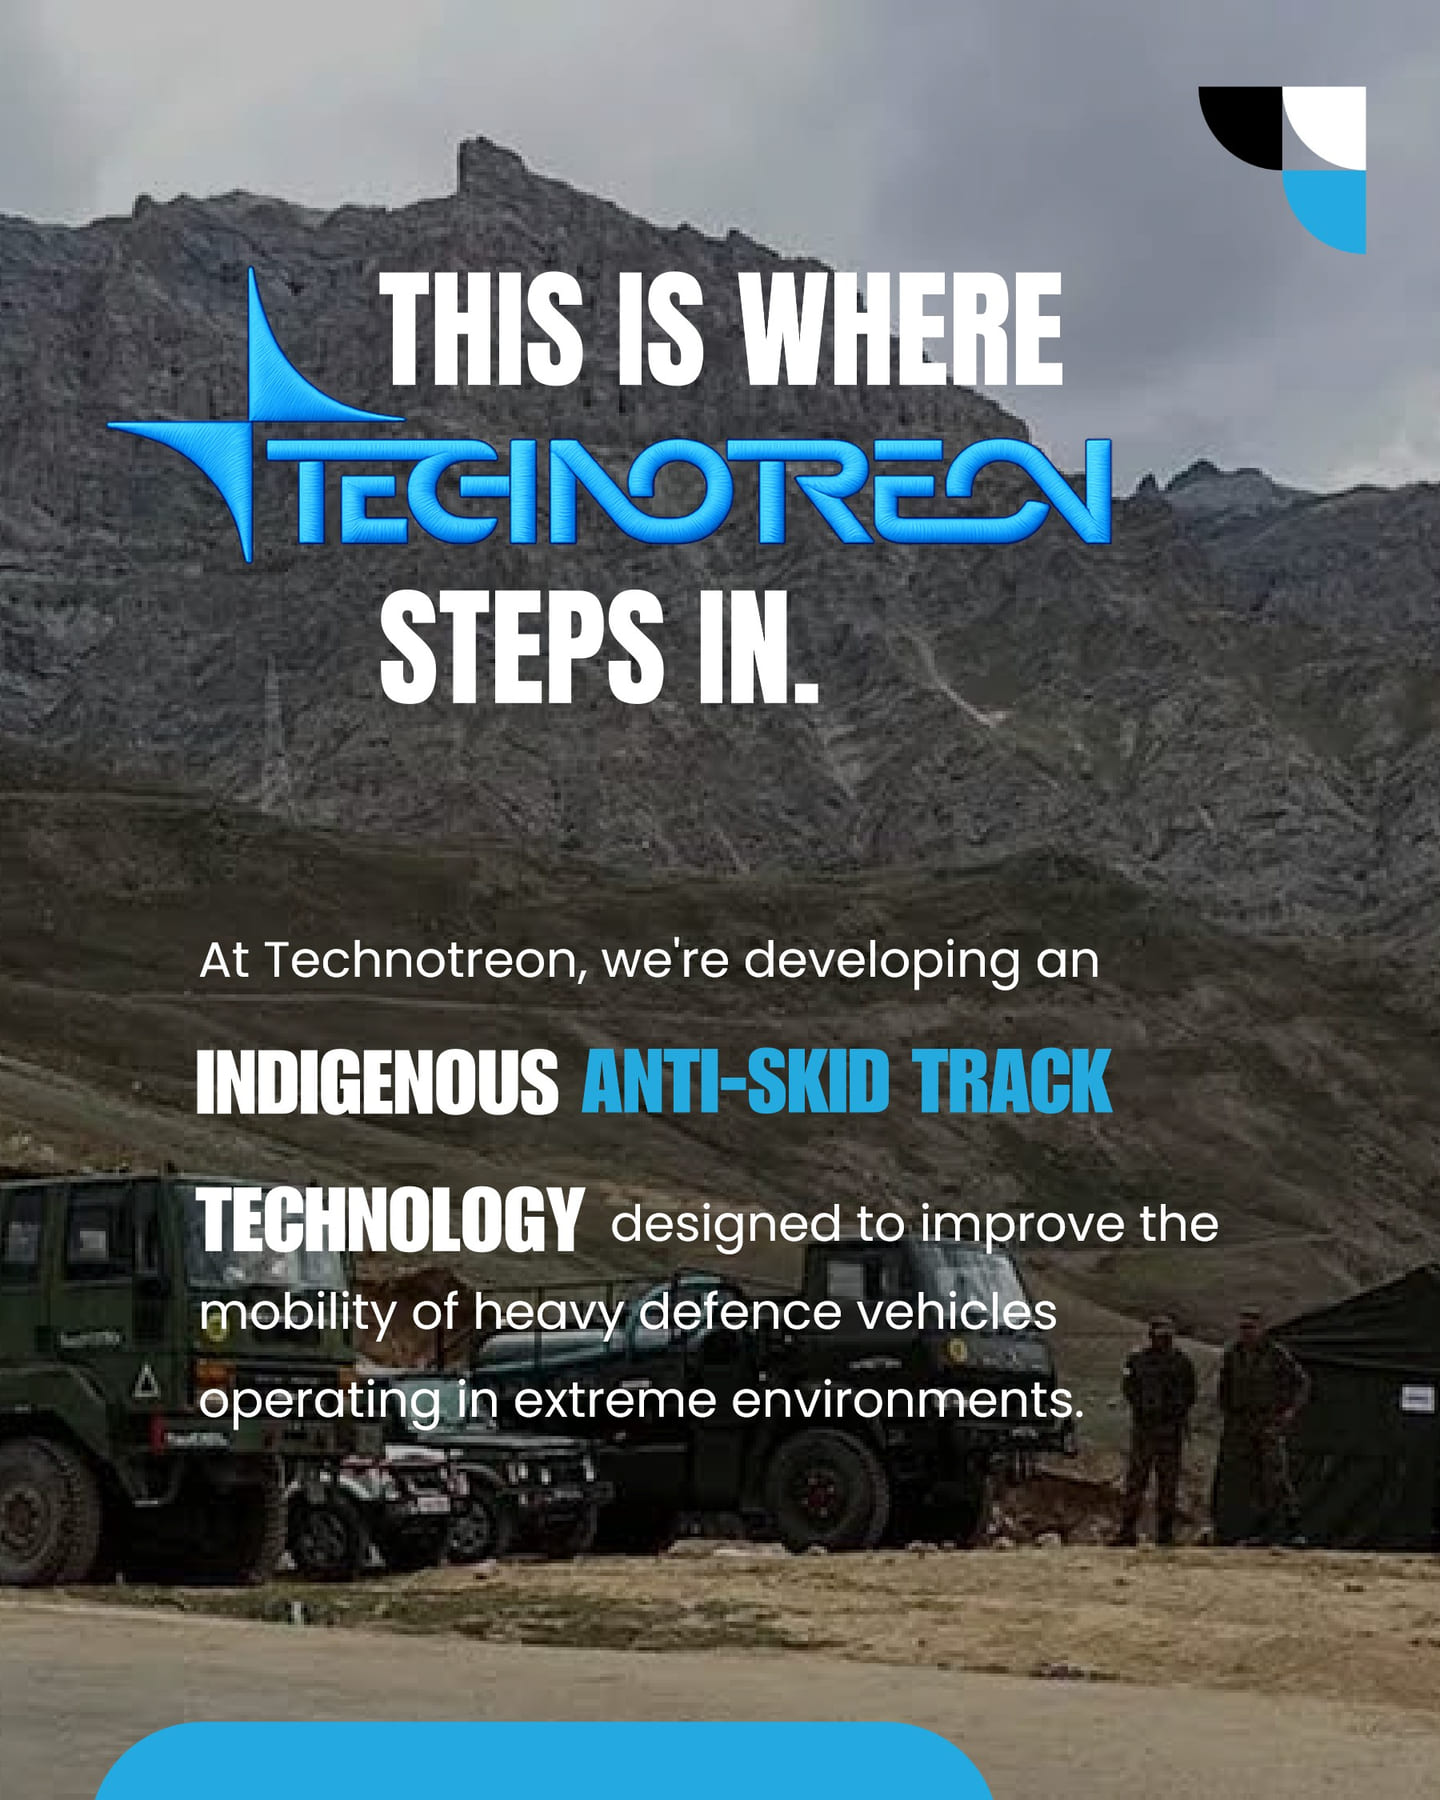 THIS IS WHERE
TECHNOTREON
STEPS IN.
At Technotreon, we're developing an
INDIGENOUS ANTI-SKID TRACK
TECHNOLOGY designed to improve the
mobility of heavy defence vehicles
operating in extreme environments.